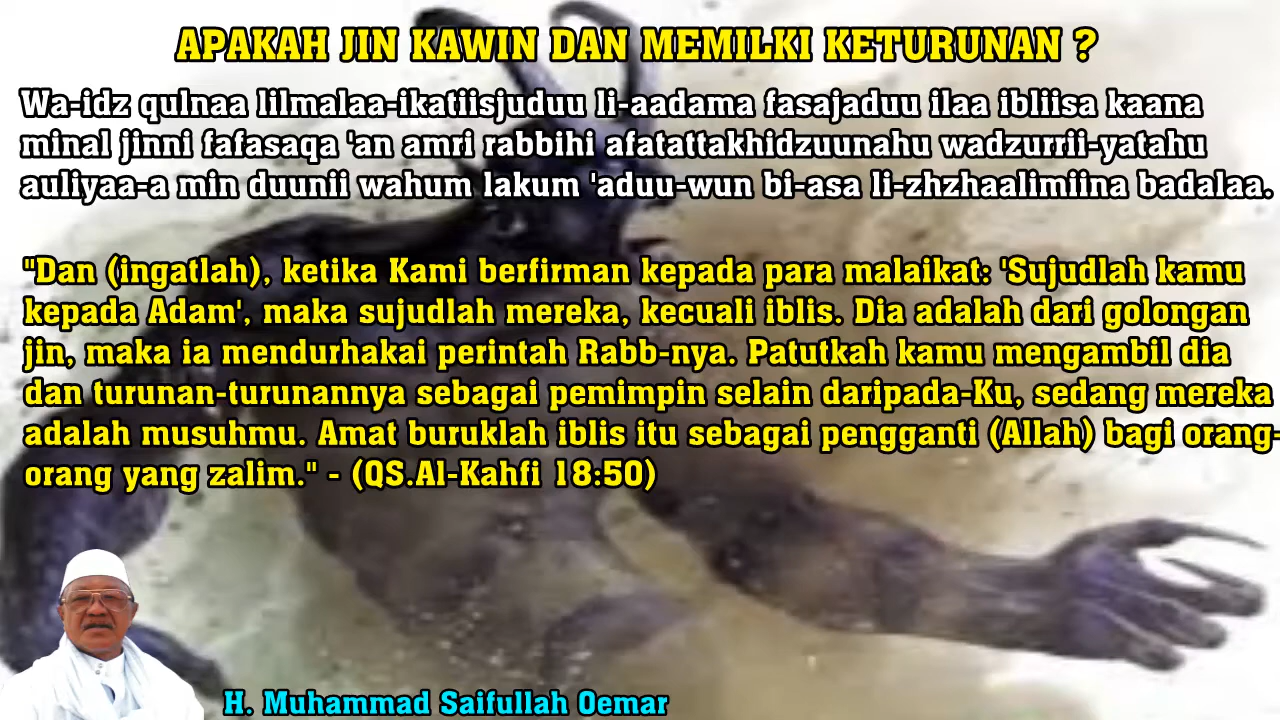 APAKAH JIN KAWIN DAN MEMILKI KETURUNAN ?
Wa-idz qulnaa lilmalaa-ikatiisjuduu li-aadama fasajaduu ilaa ibliisa kaana
minal jinni fafasaqa 'an amri rabbihi afatattakhidzuunahu wadzurrii-yatahu
auliyaa-a min duunii wahum lakum 'aduu-wun bi-asa li-zhzhaalimiina badalaa.
"Dan (ingatlah), ketika Kami berfirman kepada para malaikat: 'Sujudlah kamu
kepada Adam', maka sujudlah mereka, kecuali iblis. Dia adalah dari golongan
jin, maka ia mendurhakai perintah Rabb-nya. Patutkah kamu mengambil dia
dan turunan-turunannya sebagai pemimpin selain daripada-Ku, sedang mereka
adalah musuhmu. Amat buruklah iblis itu sebagai pengganti (Allah) bagi orang-
orang yang zalim." - (QS.Al-Kahfi 18:50)
H. Muhammad Saifullah Oemar